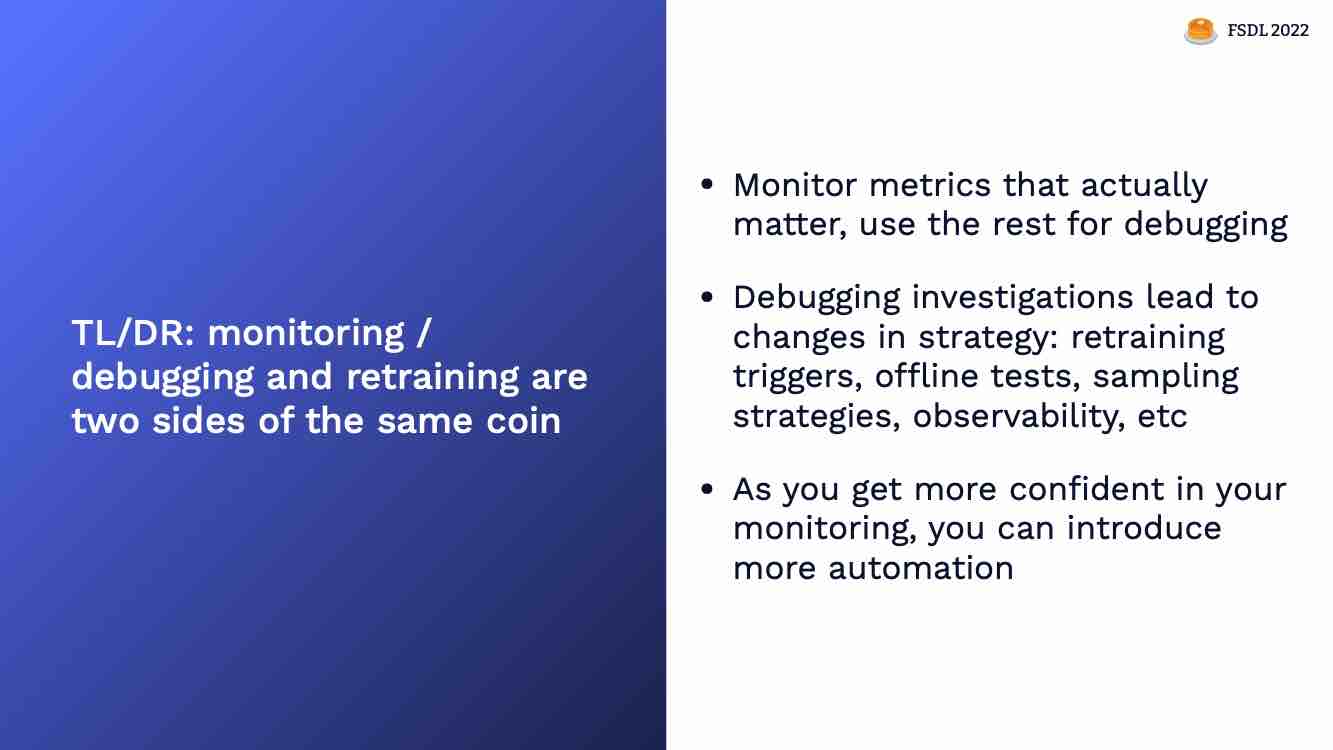 FSDL 2022
TL/DR: monitoring /
debugging and retraining are
two sides of the same coin
• Monitor metrics that actually
matter, use the rest for debugging
• Debugging investigations lead to
changes in strategy: retraining
triggers, offline tests, sampling
strategies, observability, etc
• As you get more confident in your
monitoring, you can introduce
more automation